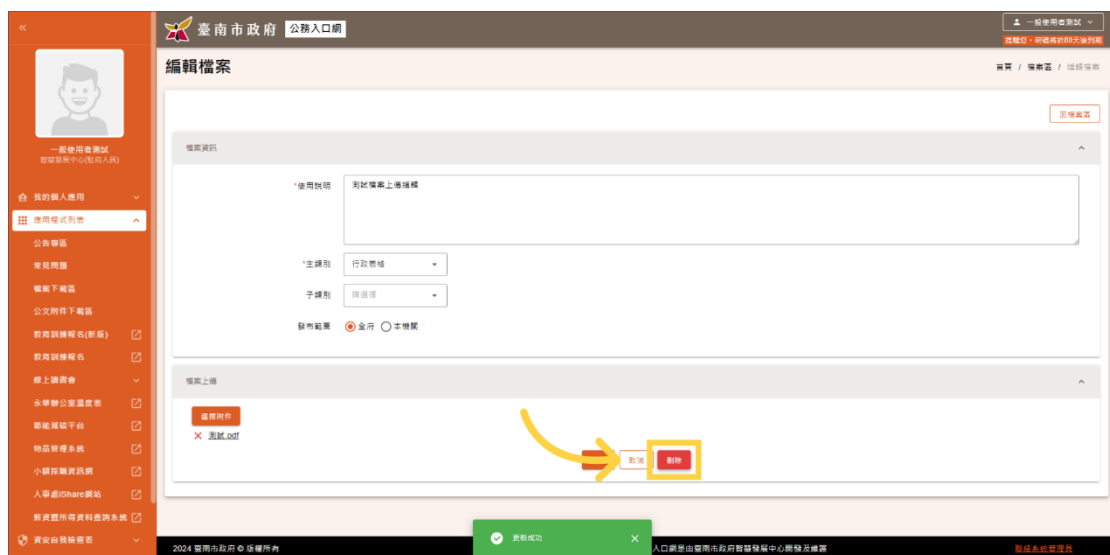 «
臺南市政府 公務入口網
一般使用者測試
提醒您，密碼將於89天後到期
編輯檔案
首頁 / 檔案區 / 編輯檔案
回檔案區
一般使用者測試
智慧發展中心(駐府人員)
我的個人應用
應用程式列表
公告專區
常見問題
檔案下載區
公文附件下載區
教育訓練報名(新版)
教育訓練報名
線上讀書會
永華辦公室溫度表
節能減碳平台
物品管理系統
小額採購資訊網
人事處iShare網站
薪資暨所得資料查詢系統
資安自我檢查表
檔案資訊
*使用說明
測試檔案上傳編輯
*主類別
行政表格
子類別
請選擇
發布範圍
全府
本機關
檔案上傳
選擇附件
測試.pdf
取消
刪除
更新成功
2024 臺南市政府 © 版權所有
人口網是由臺南市政府智慧發展中心開發及維護
聯絡系統管理員